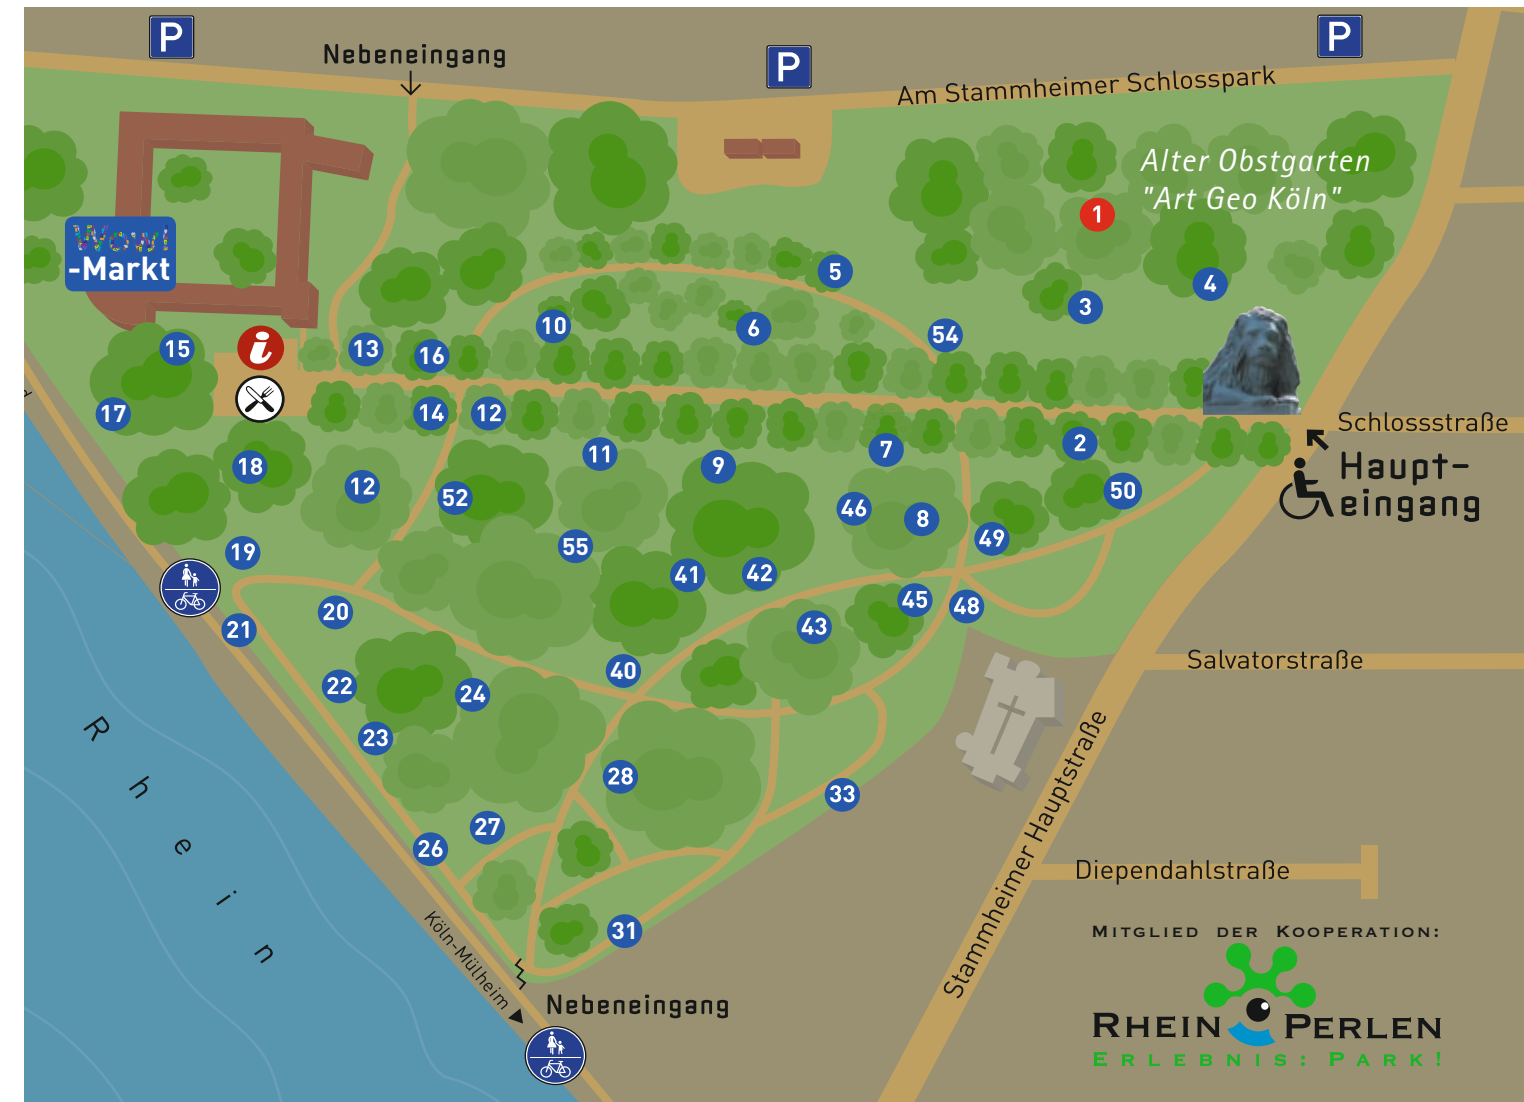 P
P
P
Nebeneingang
Am Stammheimer Schlosspark
Alter Obstgarten
"Art Geo Köln"
1
Wow!
-Markt
5
4
3
10
6
54
15
i
13
16
17
14
12
2
7
Schlossstraße
Haupt-
eingang
11
9
18
12
52
46
8
50
49
55
19
41
42
20
21
43
45
48
40
22
24
Salvatorstraße
23
28
33
27
26
Rhein
Stammheimer Hauptstraße
Diependahlstraße
31
Köln-Mülheim
Nebeneingang
MITGLIED DER KOOPERATION:
RHEIN PERLEN
ERLEBNIS: PARK!